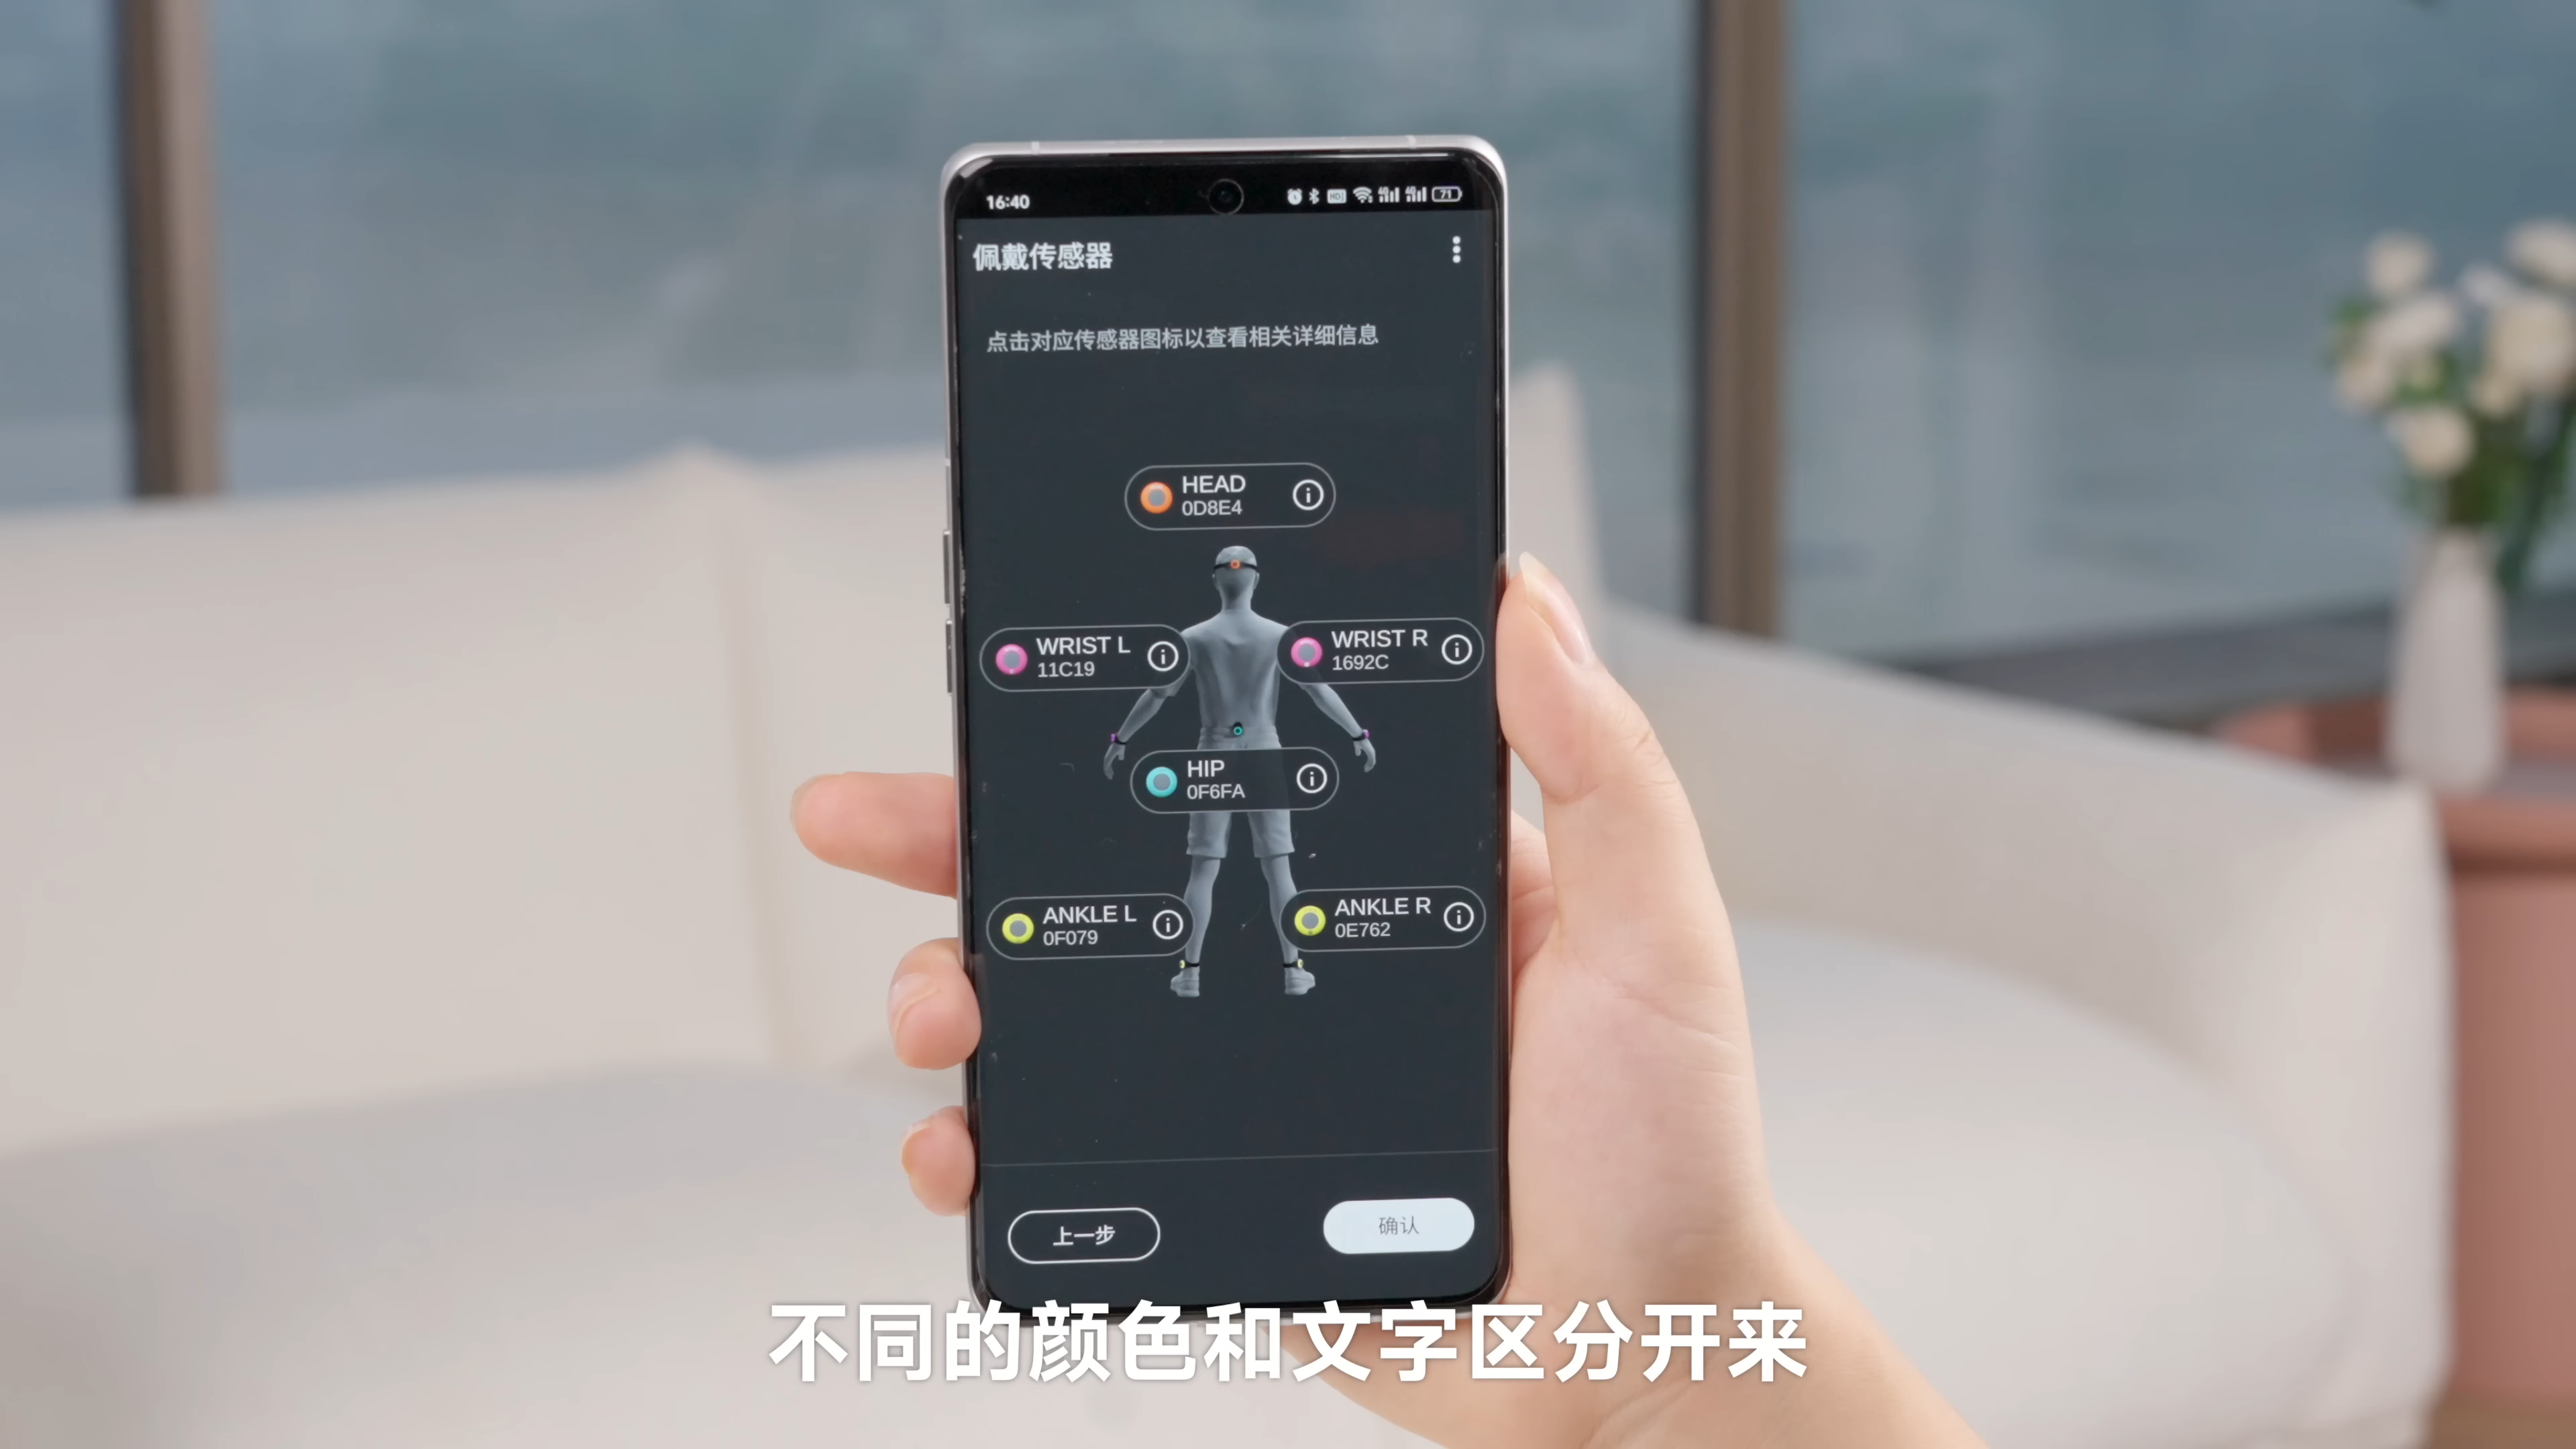 16:40
71
佩戴传感器
点击对应传感器图标以查看相关详细信息
HEAD
0D8E4
WRIST L
11C19
WRIST R
1692C
HIP
0F6FA
ANKLE L
0F079
ANKLE R
0E762
上一步
确认
不同的颜色和文字区分开来